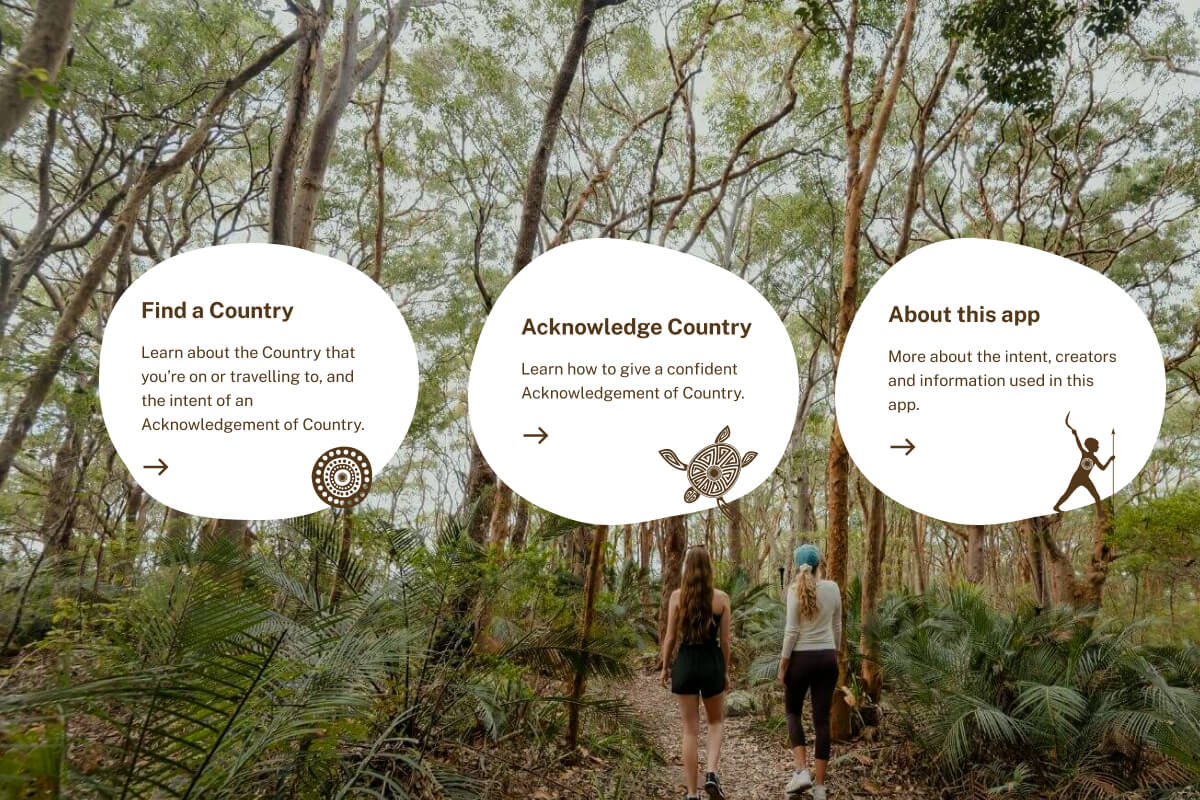 Find a Country
Learn about the Country that
you're on or travelling to, and
the intent of an
Acknowledgement of Country.
Acknowledge Country
Learn how to give a confident
Acknowledgement of Country.
About this app
More about the intent, creators
and information used in this
app.